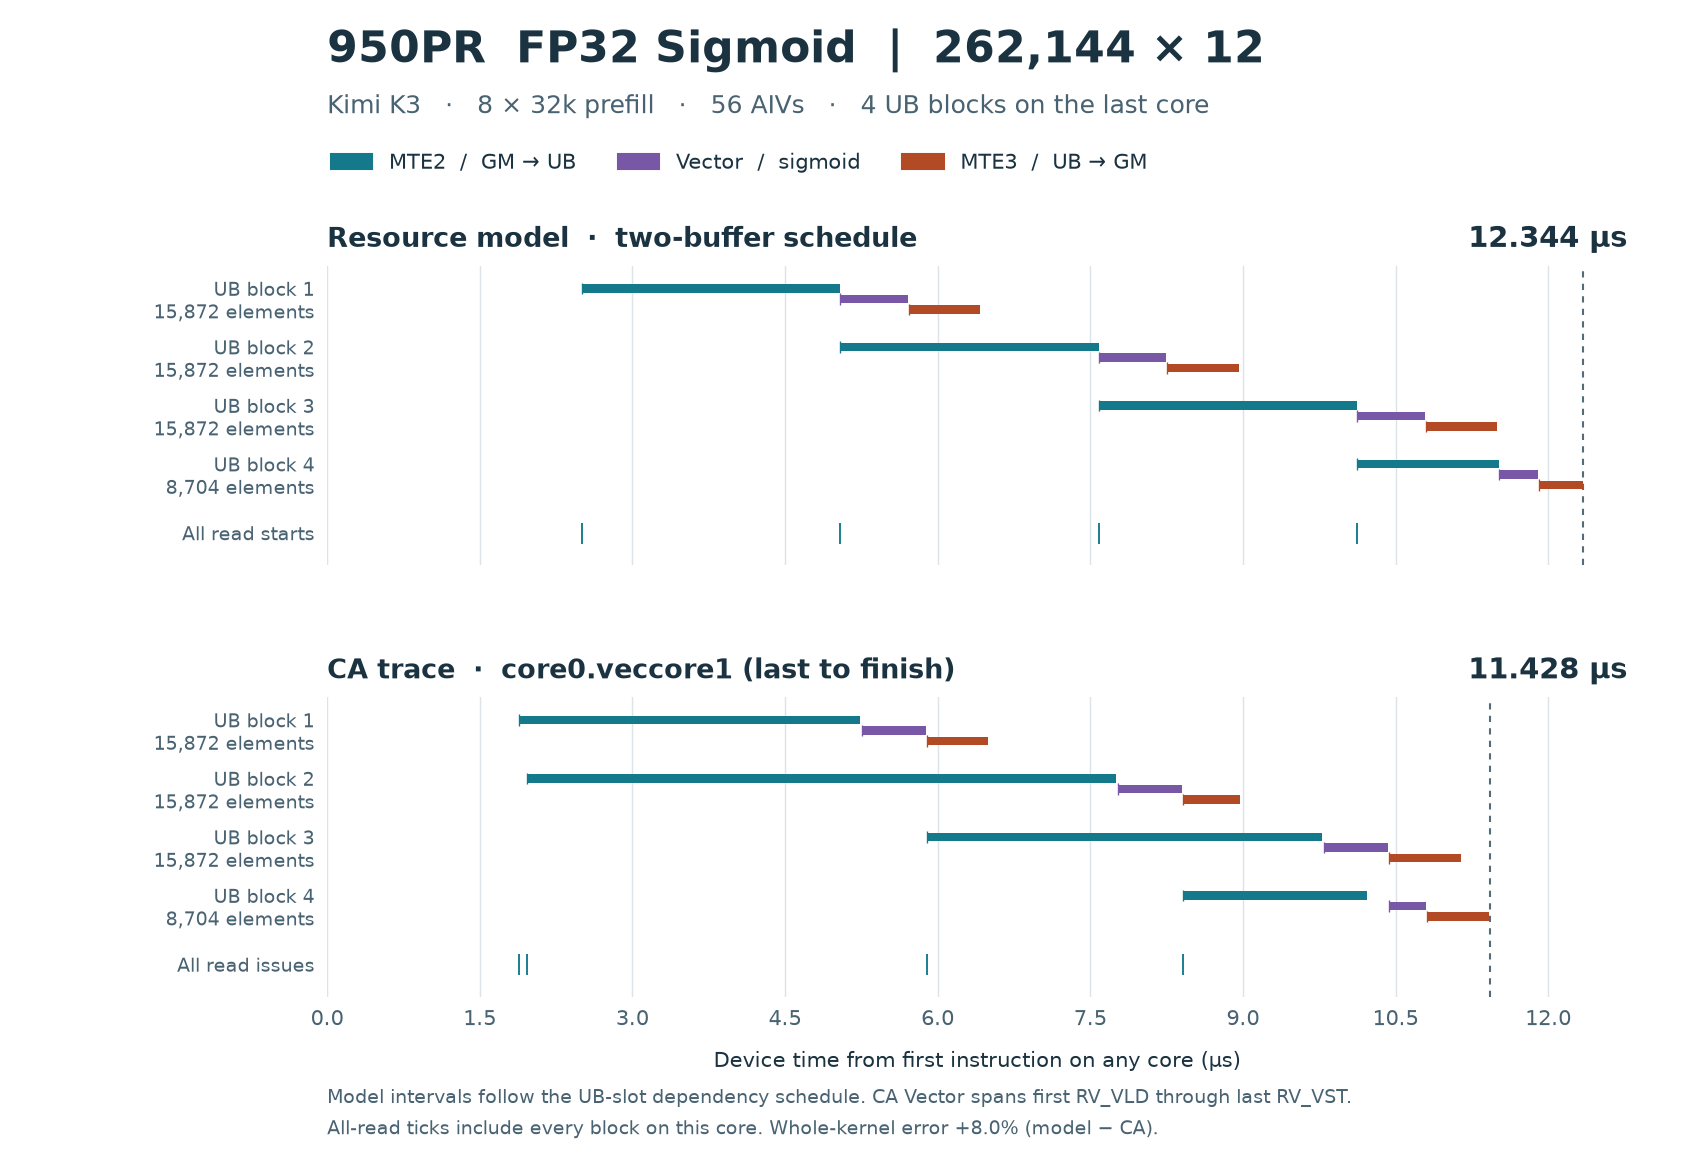 950PR FP32 Sigmoid | 262,144 × 12
Kimi K3 · 8 × 32k prefill · 56 AIVs · 4 UB blocks on the last core
MTE2 / GM → UB Vector / sigmoid MTE3 / UB → GM
Resource model · two-buffer schedule 12.344 µs
UB block 1
15,872 elements
UB block 2
15,872 elements
UB block 3
15,872 elements
UB block 4
8,704 elements
All read starts
CA trace · core0.veccore1 (last to finish) 11.428 µs
UB block 1
15,872 elements
UB block 2
15,872 elements
UB block 3
15,872 elements
UB block 4
8,704 elements
All read issues
0.0 1.5 3.0 4.5 6.0 7.5 9.0 10.5 12.0
Device time from first instruction on any core (µs)
Model intervals follow the UB-slot dependency schedule. CA Vector spans first RV_VLD through last RV_VST.
All-read ticks include every block on this core. Whole-kernel error +8.0% (model − CA).